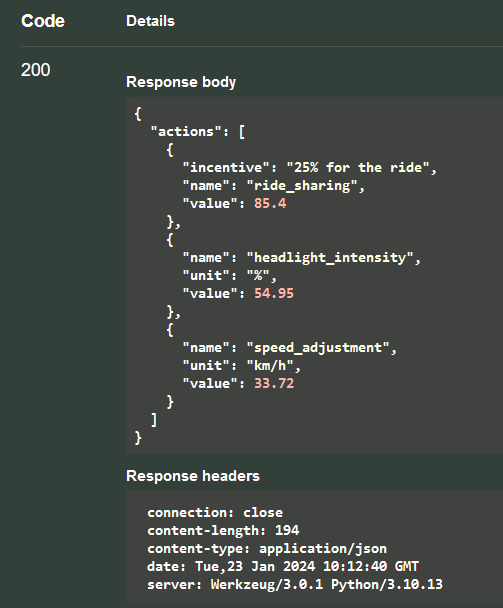 Code Details
200
Response body
{
  "actions": [
    {
      "incentive": "25% for the ride",
      "name": "ride_sharing",
      "value": 85.4
    },
    {
      "name": "headlight_intensity",
      "unit": "%",
      "value": 54.95
    },
    {
      "name": "speed_adjustment",
      "unit": "km/h",
      "value": 33.72
    }
  ]
}
Response headers
connection: close
content-length: 194
content-type: application/json
date: Tue,23 Jan 2024 10:12:40 GMT
server: Werkzeug/3.0.1 Python/3.10.13